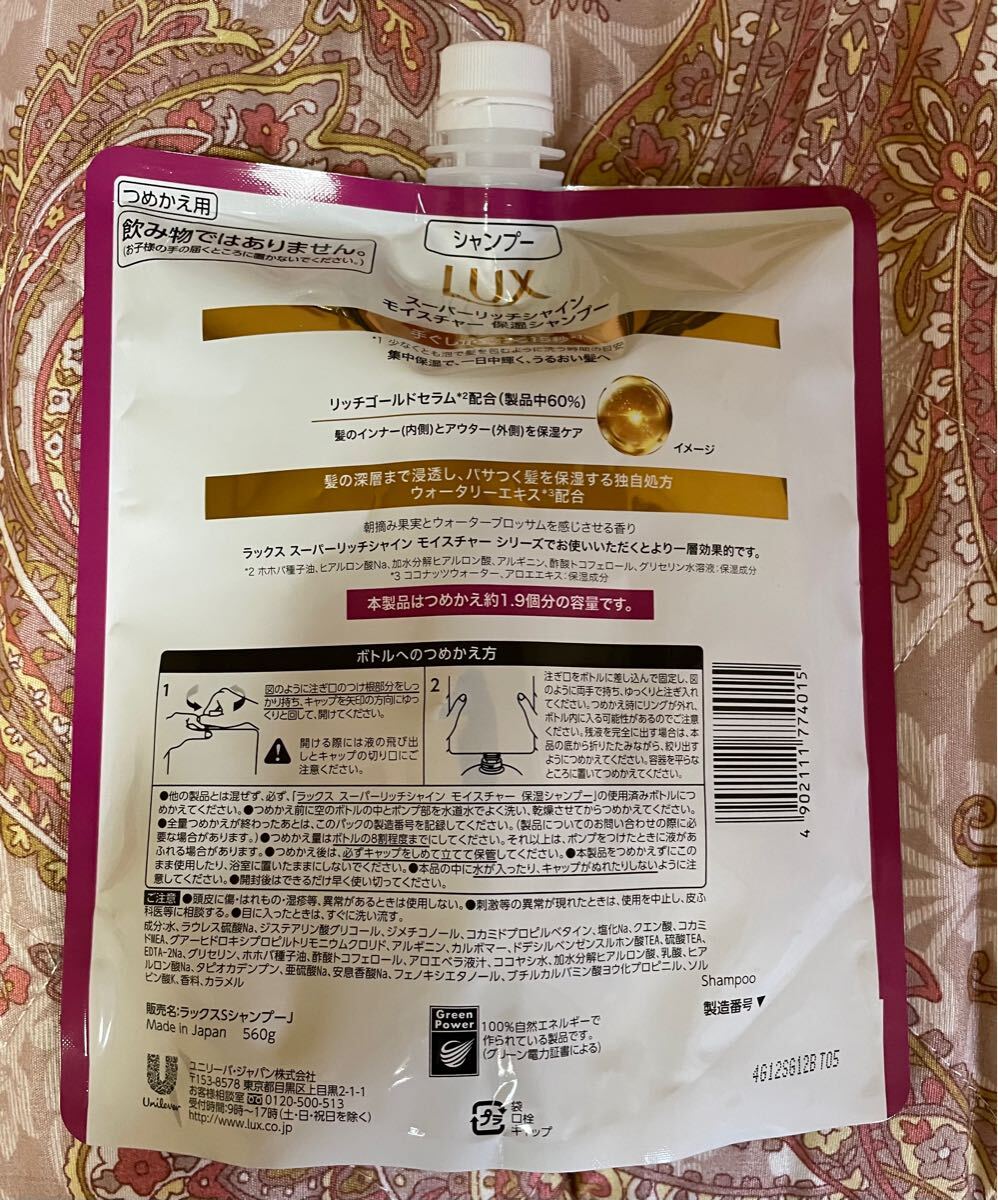 つめかえ用
飲み物ではありません。
(お子様の手の届くところに置かないでください。)
シャンプー
LUX
スーパーリッチシャイン
モイスチャー 保湿シャンプー
*1 少なくとも泡で髪を包むように洗う時間の目安
集中保湿で、一日中輝く、うるおい髪へ
リッチゴールドセラム*2配合(製品中60%)
髪のインナー(内側)とアウター(外側)を保湿ケア
イメージ
髪の深層まで浸透し、パサつく髪を保湿する独自処方
ウォータリーエキス*3配合
朝摘み果実とウォーターブロッサムを感じさせる香り
ラックス スーパーリッチシャイン モイスチャー シリーズでお使いいただくとより一層効果的です。
*2 ホホバ種子油、ヒアルロン酸Na、加水分解ヒアルロン酸、アルギニン、酢酸トコフェロール、グリセリン水溶液:保湿成分
*3 ココナッツウォーター、アロエエキス:保湿成分
本製品はつめかえ約1.9個分の容量です。
ボトルへのつめかえ方
1
図のように注ぎ口のつけ根部分をしっ
かり持ち、キャップを矢印の方向にゆっ
くりと回して、開けてください。
開ける際には液の飛び出
しとキャップの切り口にご
注意ください。
2
注ぎ口をボトルに差し込んで固定し、図
のように両手で持ち、ゆっくりと注ぎ入れ
てください。つめかえ時にリングが外れ、
ボトル内に入る可能性があるのでご注意
ください。残液を完全に出す場合は、本
品の底から折りたたみながら、絞り出す
ようにつめかえてください。容器を平らな
ところに置いてつめかえてください。
4 902111 774015
●他の製品とは混ぜず、必ず、「ラックス スーパーリッチシャイン モイスチャー 保湿シャンプー」の使用済みボトルにつ
めかえてください。●つめかえ前に空のボトルの中とポンプ部を水道水でよく洗い、乾燥させてからつめかえてください。
●全量つめかえが終わったあとは、このパックの製造番号を記録してください。(製品についてのお問い合わせの際に必
要な場合があります。)●つめかえ量はボトルの8割程度までにしてください。それ以上は、ポンプをつけたときに液があ
ふれる場合があります。●つめかえ後は、必ずキャップをしめて立てて保管してください。●本製品をつめかえずにこの
まま使用したり、浴室に置いたままにしないでください。●本品の中に水が入ったり、キャップがぬれたりしないように注
意してください。●開封後はできるだけ早く使い切ってください。
ご注意 ●頭皮に傷・はれもの・湿疹等、異常があるときは使用しない。●刺激等の異常が現れたときは、使用を中止し、皮ふ
科医等に相談する。●目に入ったときは、すぐに洗い流す。
成分:水、ラウレス硫酸Na、ジステアリン酸グリコール、ジメチコノール、コカミドプロピルベタイン、塩化Na、クエン酸、コカミ
ドMEA、グアーヒドロキシプロピルトリモニウムクロリド、アルギニン、カルボマー、ドデシルベンゼンスルホン酸TEA、硫酸TEA、
EDTA-2Na、グリセリン、ホホバ種子油、酢酸トコフェロール、アロエベラ液汁、ココヤシ水、加水分解ヒアルロン酸、乳酸、ヒア
ルロン酸Na、タピオカデンプン、亜硫酸Na、安息香酸Na、フェノキシエタノール、ブチルカルバミン酸ヨウ化プロピニル、ソル
ビン酸K、香料、カラメル
Shampoo
販売名:ラックスSシャンプーJ
Made in Japan 560g
製造番号▼
Green
Power
100%自然エネルギーで
作られている製品です。
(グリーン電力証書による)
4G12SG12B T05
Unilever
ユニリーバ・ジャパン株式会社
〒153-8578 東京都目黒区上目黒2-1-1
お客様相談室 0120-500-513
受付時間:9時〜17時(土・日・祝日を除く)
http://www.lux.co.jp
プラ
袋
口栓
キャップ